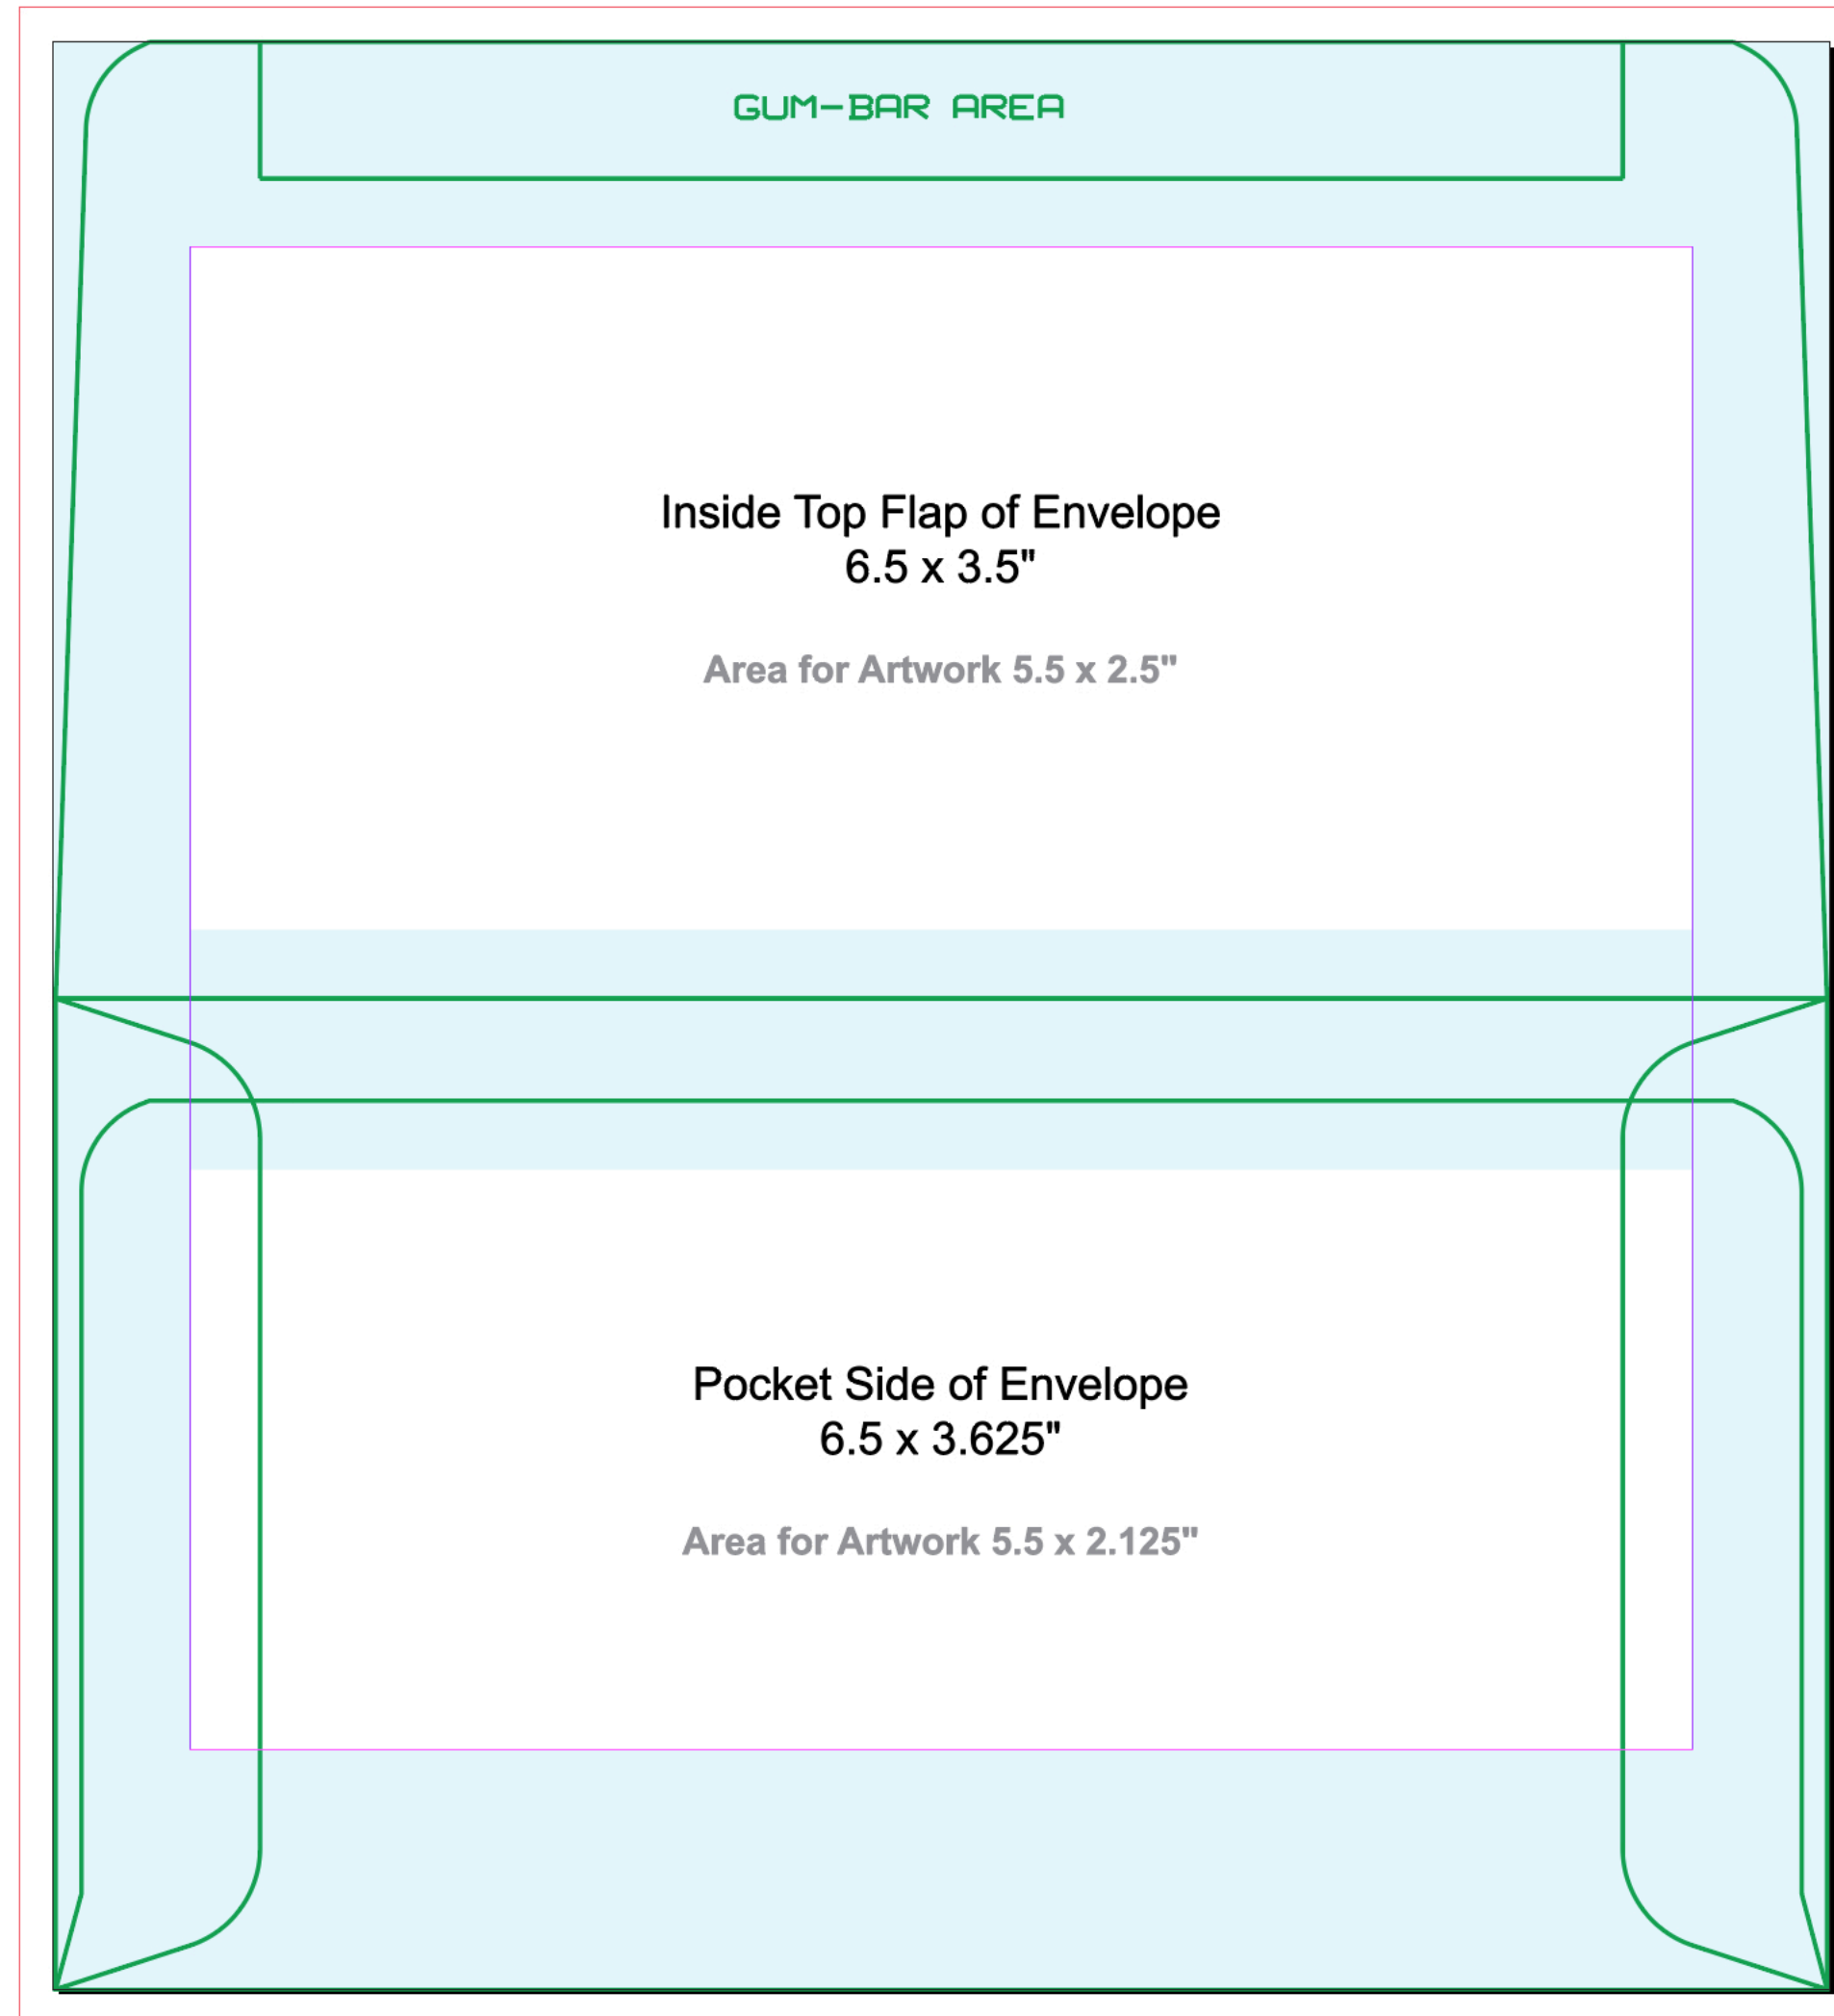 GUM-BAR AREA
Inside Top Flap of Envelope
6.5 x 3.5"
Area for Artwork 5.5 x 2.5"
Pocket Side of Envelope
6.5 x 3.625"
Area for Artwork 5.5 x 2.125"